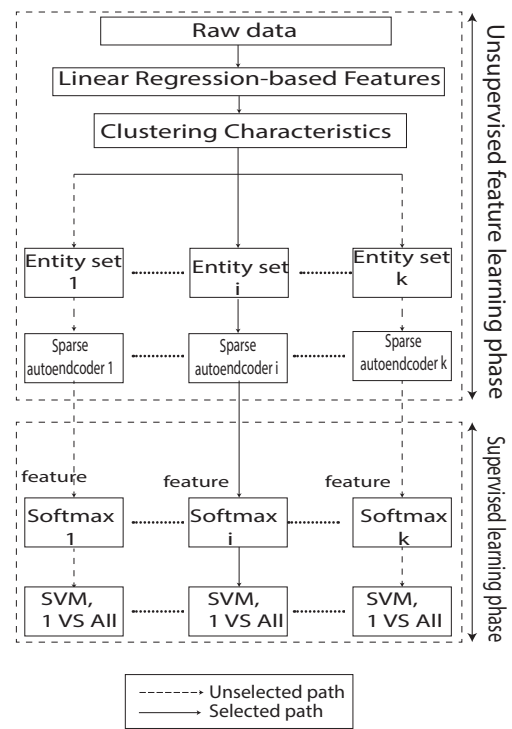 Raw data
Linear Regression-based Features
Clustering Characteristics
Entity set
1
Entity set
i
Entity set
k
Sparse
autoendcoder 1
Sparse
autoendcoder i
Sparse
autoendcoder k
Unsupervised feature learning phase
feature
feature
feature
Softmax
1
Softmax
i
Softmax
k
SVM,
1 VS All
SVM,
1 VS All
SVM,
1 VS All
Supervised learning phase
Unselected path
Selected path